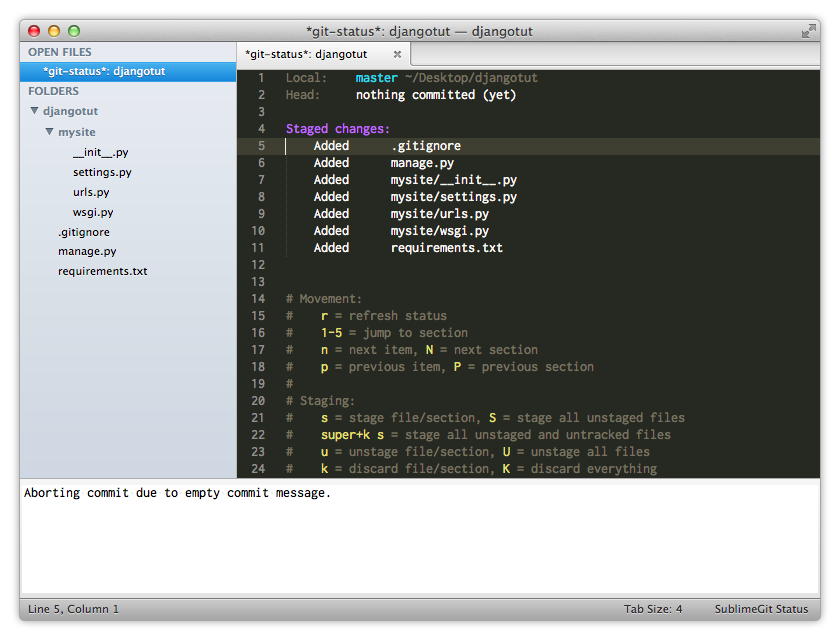 *git-status*: djangotut — djangotut
OPEN FILES
*git-status*: djangotut
FOLDERS
djangotut
mysite
__init__.py
settings.py
urls.py
wsgi.py
.gitignore
manage.py
requirements.txt
*git-status*: djangotut ×
1 Local: master ~/Desktop/djangotut
2 Head: nothing committed (yet)
3
4 Staged changes:
5 Added .gitignore
6 Added manage.py
7 Added mysite/__init__.py
8 Added mysite/settings.py
9 Added mysite/urls.py
10 Added mysite/wsgi.py
11 Added requirements.txt
12
13
14 # Movement:
15 # r = refresh status
16 # 1-5 = jump to section
17 # n = next item, N = next section
18 # p = previous item, P = previous section
19 #
20 # Staging:
21 # s = stage file/section, S = stage all unstaged files
22 # super+k s = stage all unstaged and untracked files
23 # u = unstage file/section, U = unstage all files
24 # k = discard file/section, K = discard everything
Aborting commit due to empty commit message.
Line 5, Column 1
Tab Size: 4
SublimeGit Status